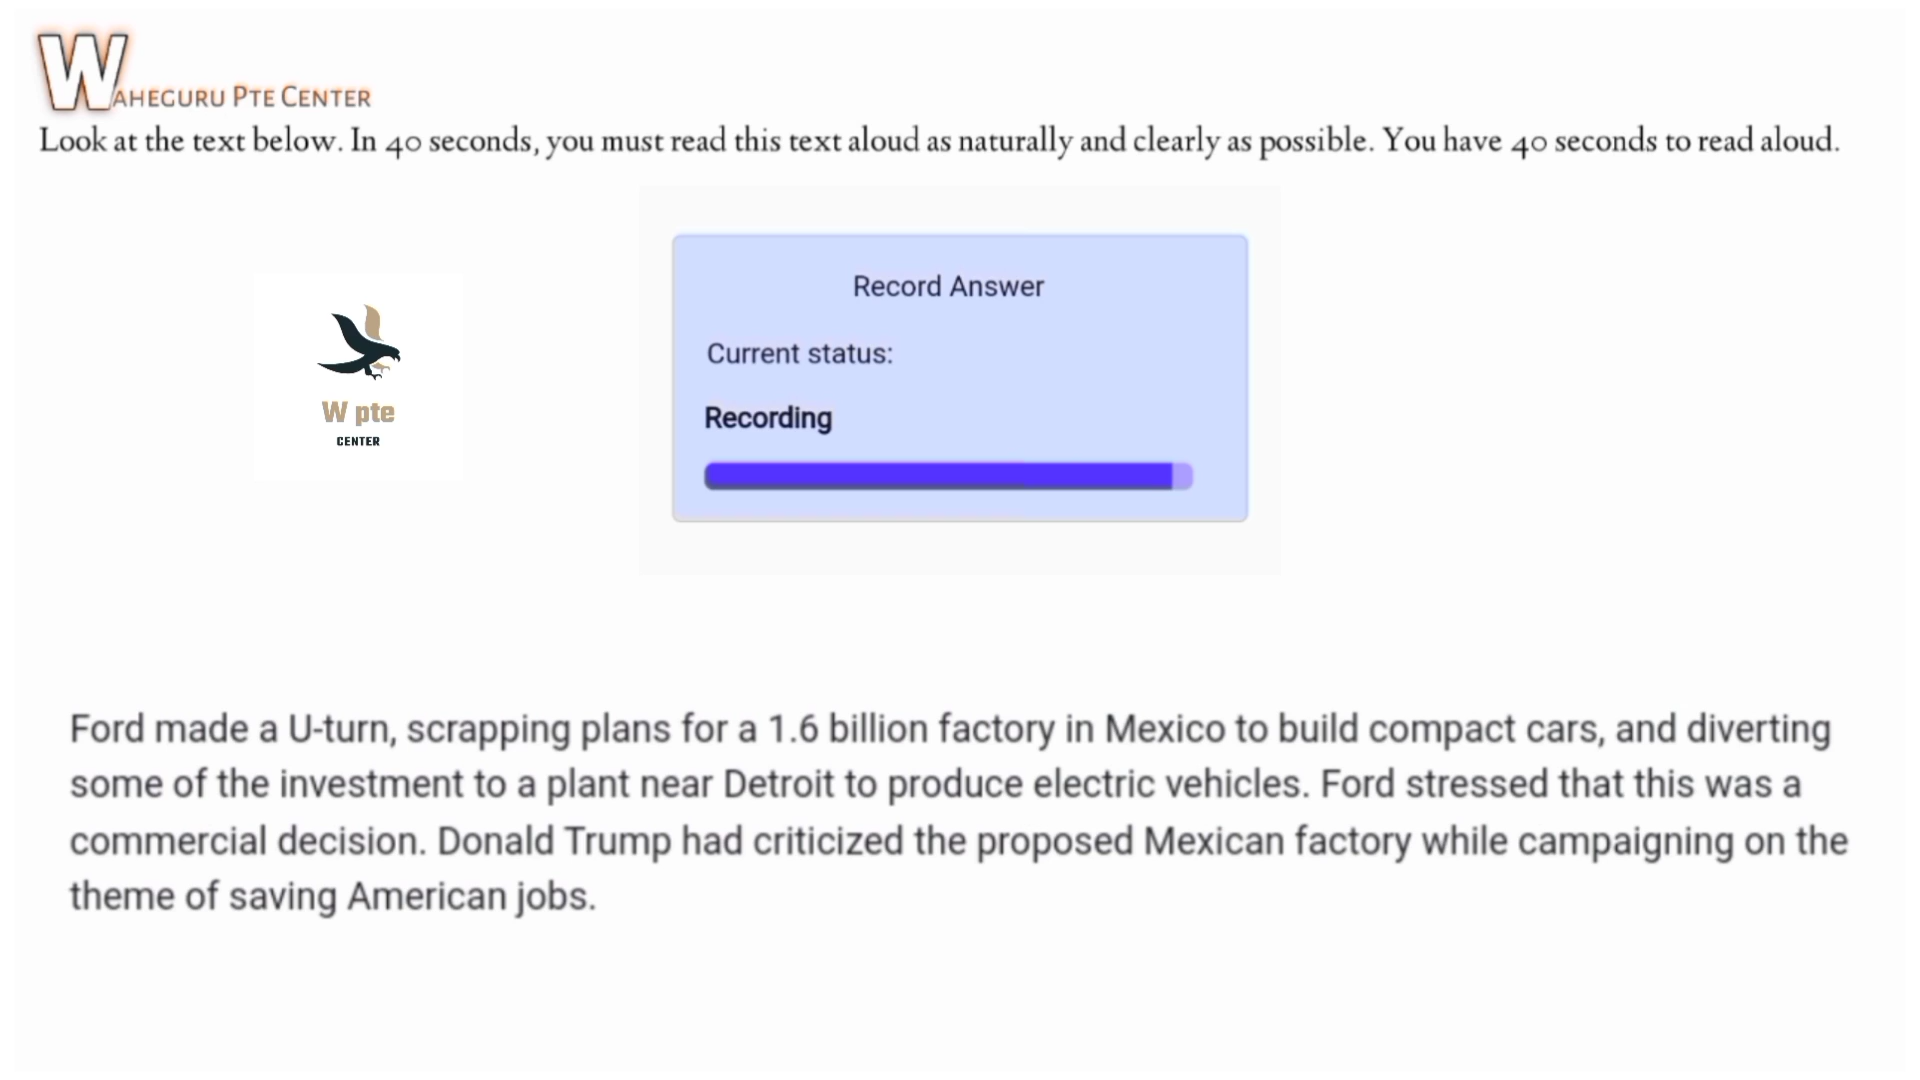 WAHEGURU PTE CENTER
Look at the text below. In 40 seconds, you must read this text aloud as naturally and clearly as possible. You have 40 seconds to read aloud.
Record Answer
Current status:
Recording
W pte
CENTER
Ford made a U-turn, scrapping plans for a 1.6 billion factory in Mexico to build compact cars, and diverting
some of the investment to a plant near Detroit to produce electric vehicles. Ford stressed that this was a
commercial decision. Donald Trump had criticized the proposed Mexican factory while campaigning on the
theme of saving American jobs.